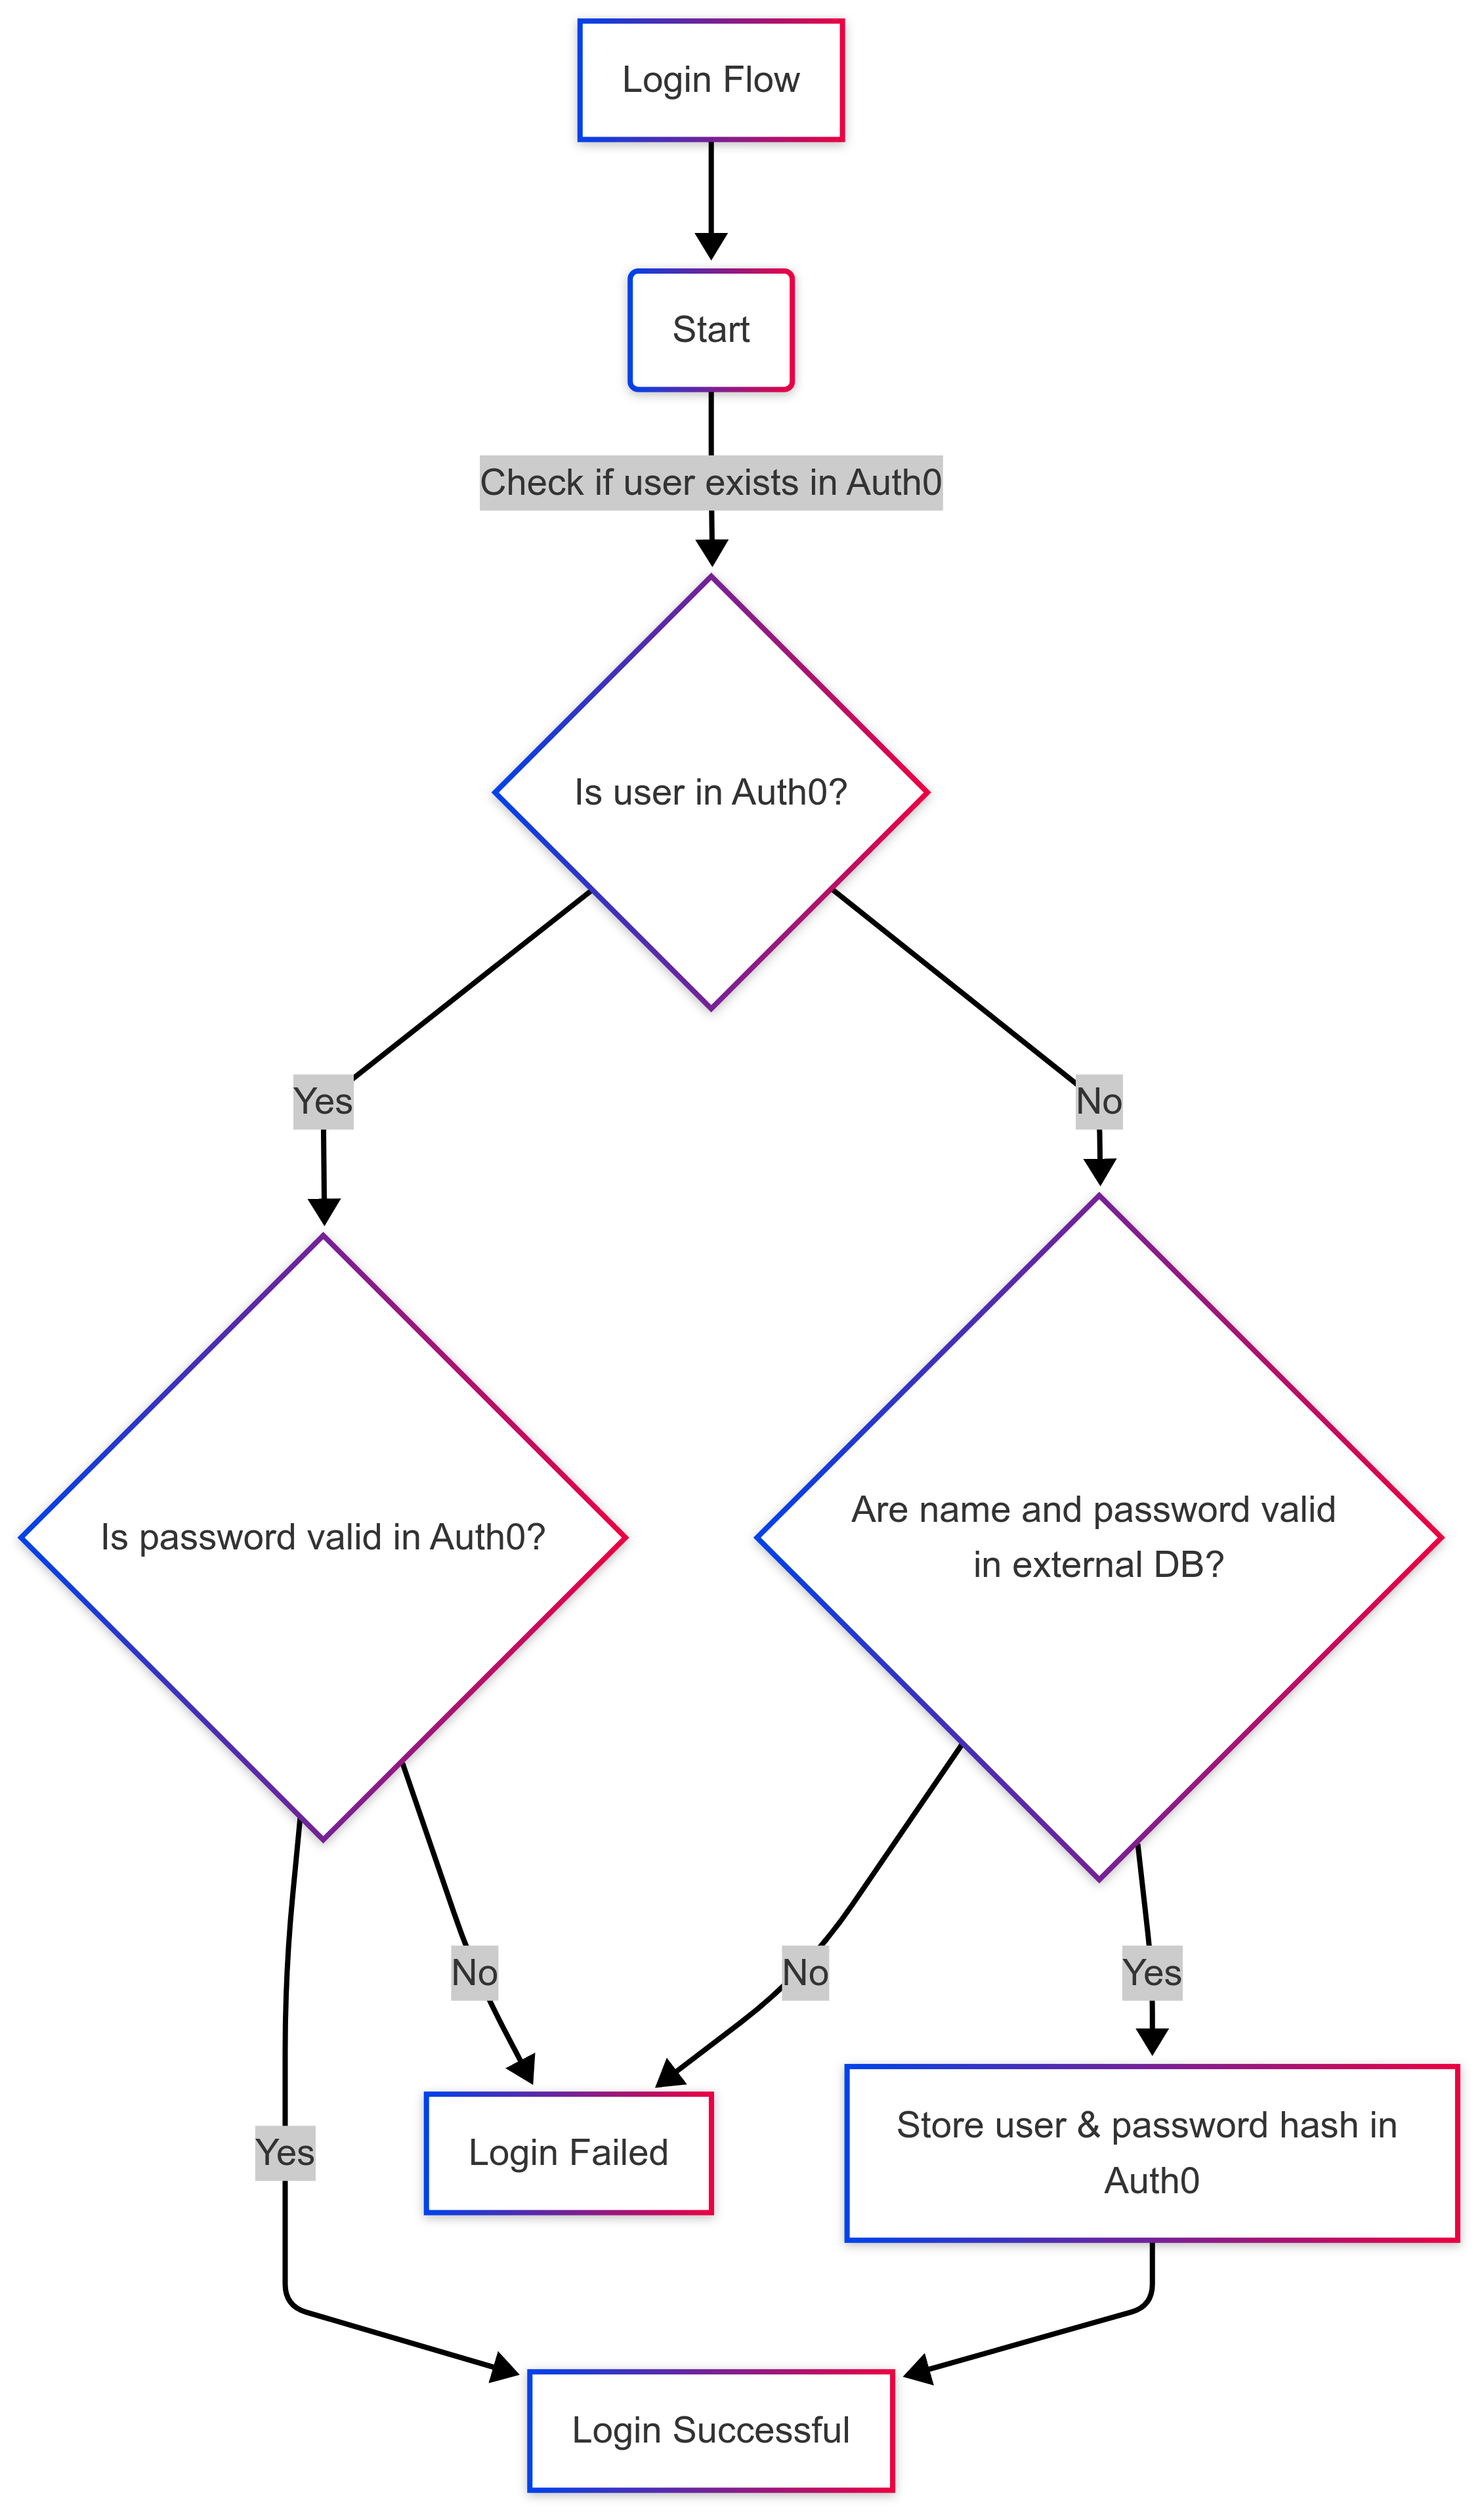 Login Flow
Start
Check if user exists in Auth0
Is user in Auth0?
Yes
No
Is password valid in Auth0?
Are name and password valid
in external DB?
No
No
Yes
Yes
Login Failed
Store user & password hash in
Auth0
Login Successful